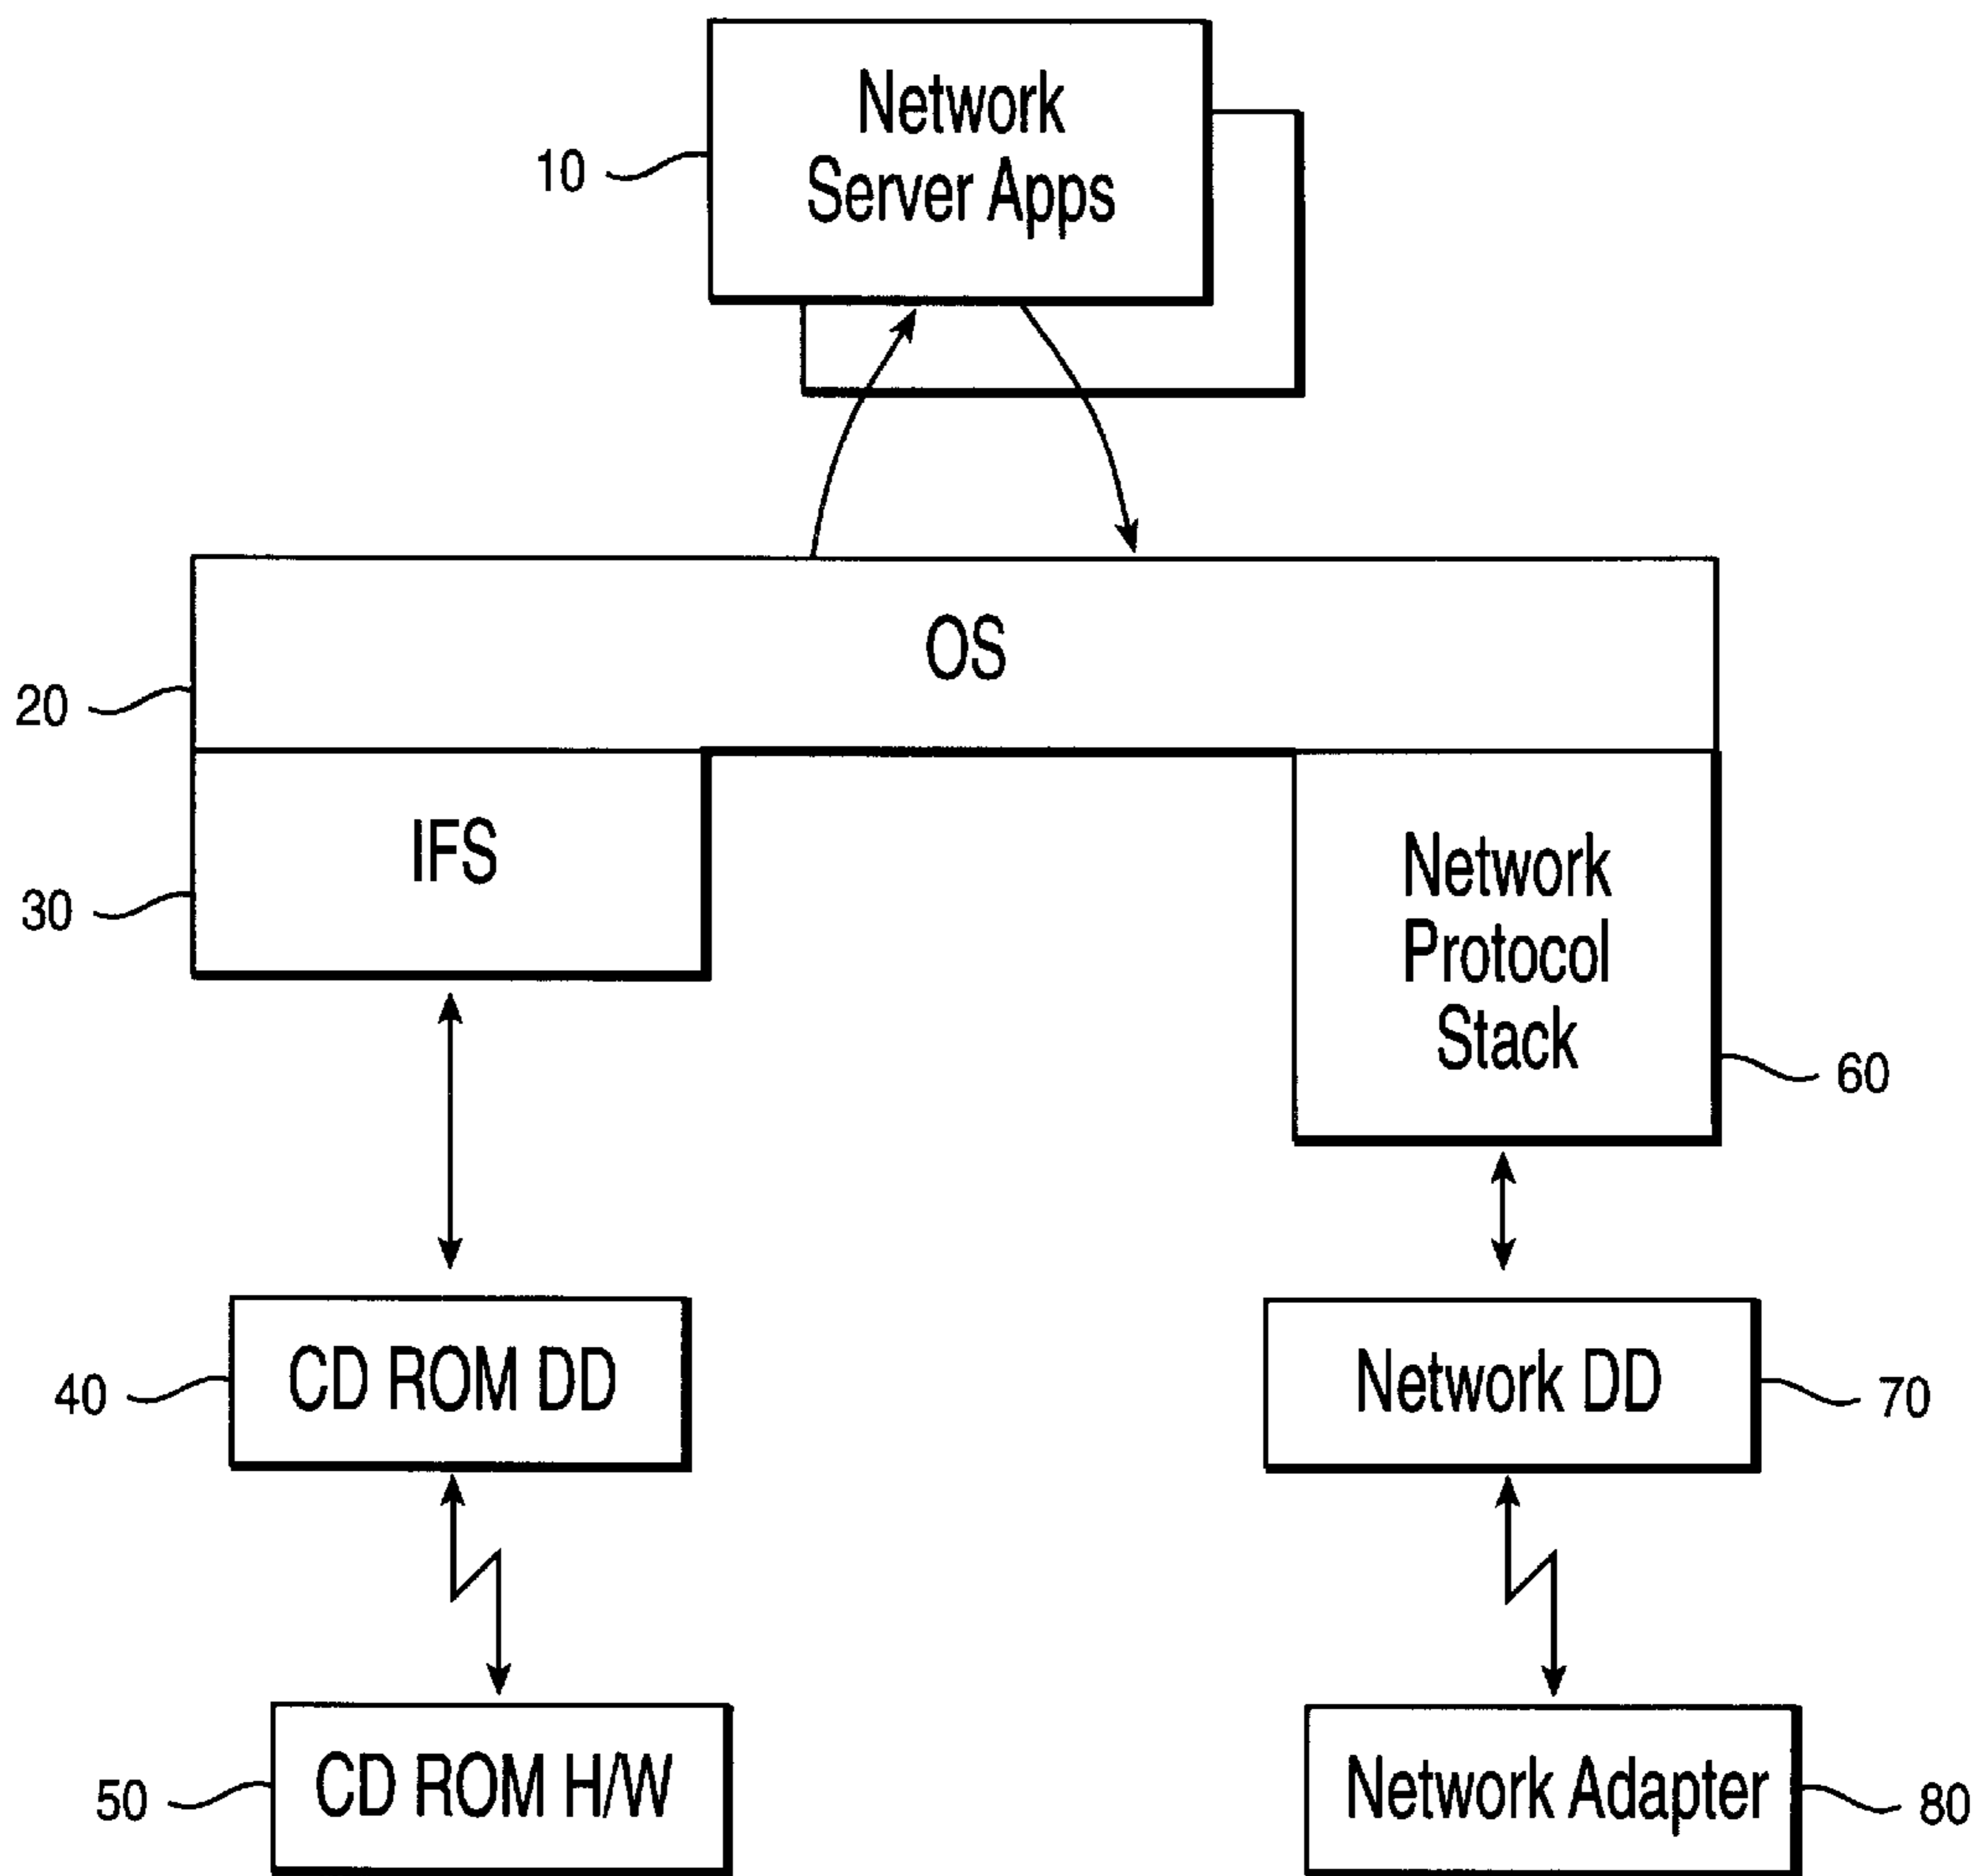 Network
Server Apps
10
OS
20
IFS
30
Network
Protocol
Stack
60
CD ROM DD
40
Network DD
70
CD ROM H/W
50
Network Adapter
80